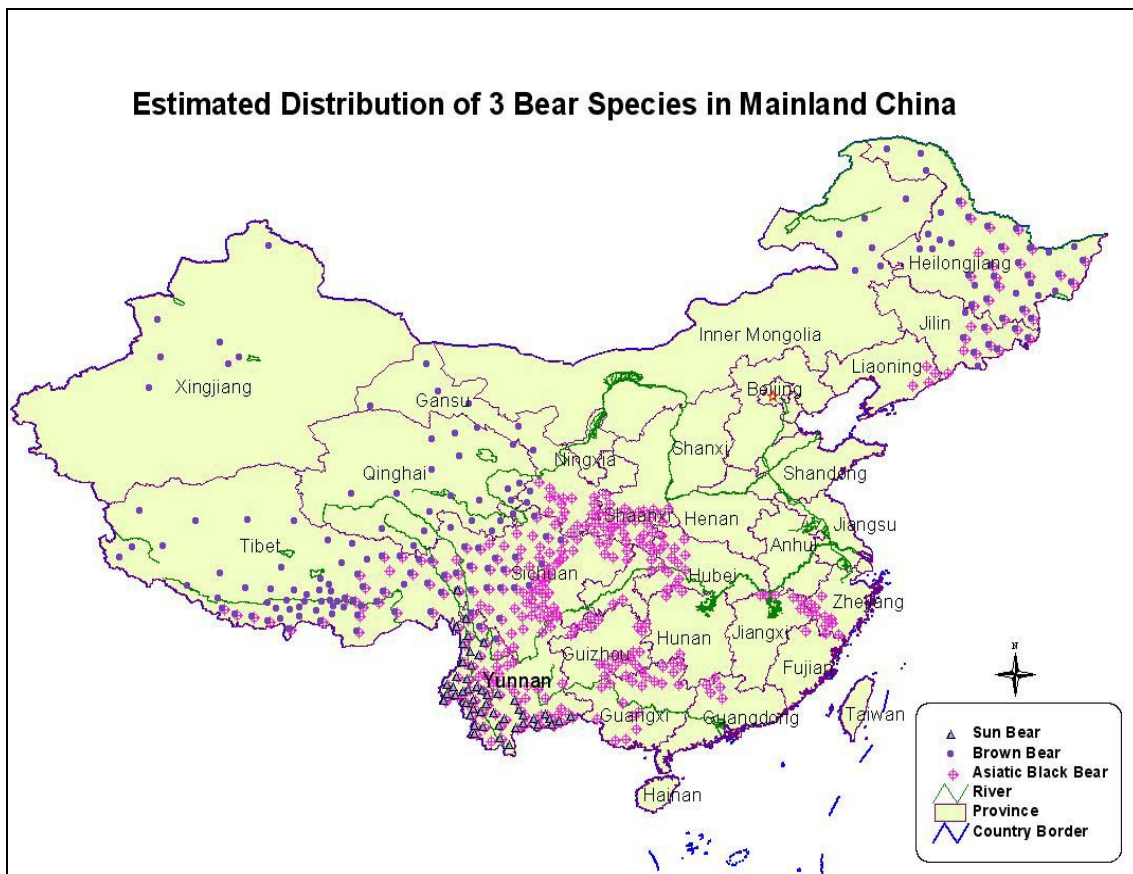 Estimated Distribution of 3 Bear Species in Mainland China
Heilongjiang
Jilin
Inner Mongolia
Liaoning
Beijing
Xingjiang
Gansu
Shanxi
Ningxia
Qinghai
Shandong
Shaanxi
Henan
Jiangsu
Anhui
Tibet
Sichuan
Hubei
Zhejiang
Hunan
Jiangxi
Guizhou
Fujian
Yunnan
Guangxi
Guangdong
Taiwan
Hainan
N
Sun Bear
Brown Bear
Asiatic Black Bear
River
Province
Country Border